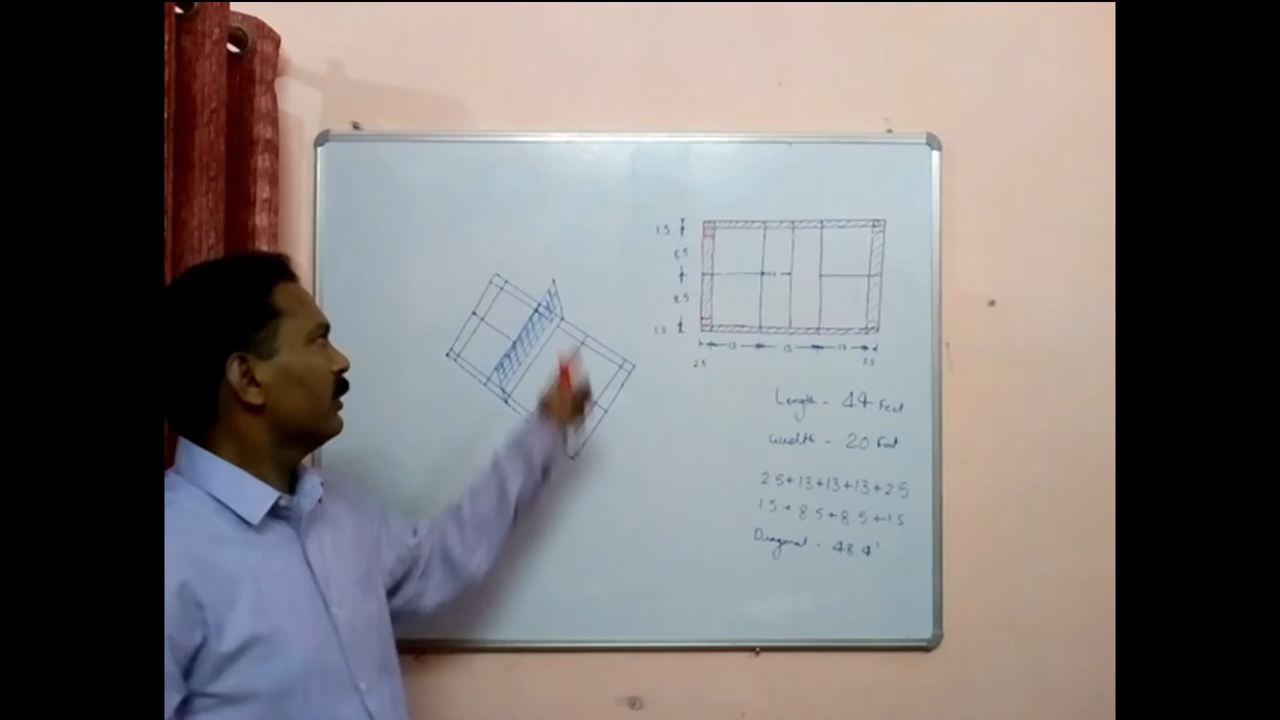 1.5
8.5
8.5
1.5
13 13 13
2.5 2.5
Length - 44 Feet
Width - 20 Feet
2.5+13+13+13+2.5
1.5+8.5+8.5+1.5
Diagonal - 48.4'